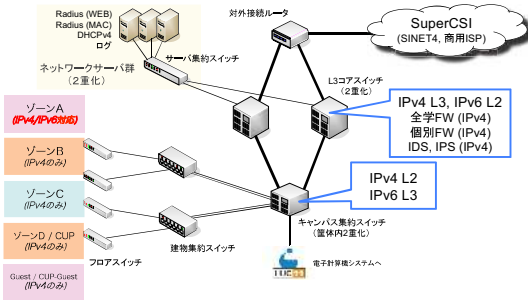 Radius (WEB)
Radius (MAC)
DHCPv4
ログ
サーバ集約スイッチ
ネットワークサーバ群
(2重化)
対外接続ルータ
SuperCSI
(SINET4, 商用ISP)
L3コアスイッチ
(2重化)
IPv4 L3, IPv6 L2
全学FW (IPv4)
個別FW (IPv4)
IDS, IPS (IPv4)
ゾーンA
(IPv4/IPv6対応)
ゾーンB
(IPv4のみ)
ゾーンC
(IPv4のみ)
ゾーンD / CUP
(IPv4のみ)
Guest / CUP-Guest
(IPv4のみ)
フロアスイッチ
建物集約スイッチ
IPv4 L2
IPv6 L3
キャンパス集約スイッチ
(筐体内2重化)
電子計算機システムへ